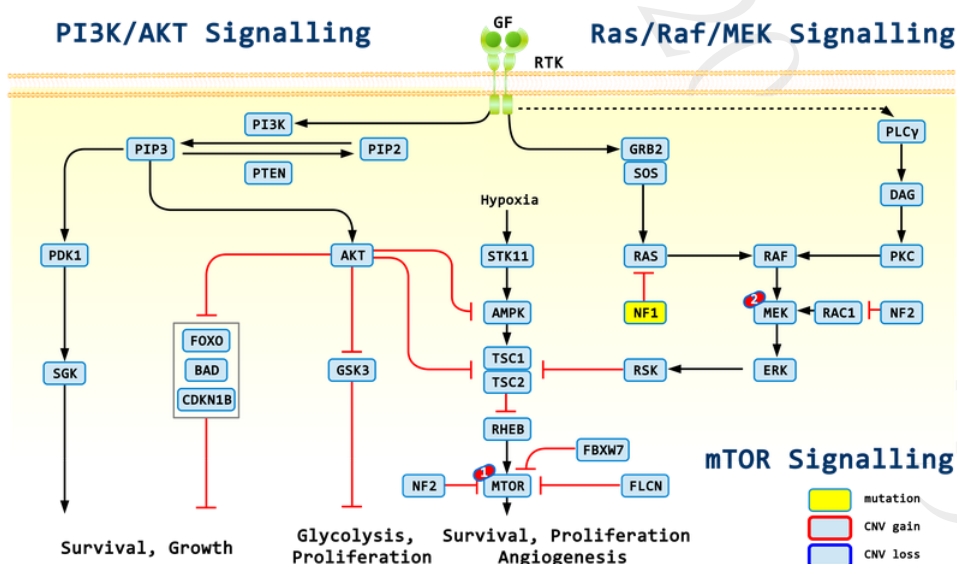 PI3K/AKT Signalling
GF
Ras/Raf/MEK Signalling
RTK
PI3K
PLCγ
PIP3
PIP2
GRB2
PTEN
SOS
DAG
Hypoxia
PDK1
AKT
STK11
RAS
RAF
PKC
2
AMPK
NF1
MEK
RAC1
NF2
FOXO
TSC1
BAD
GSK3
TSC2
SGK
RSK
ERK
CDKN1B
RHEB
FBXW7
mTOR Signalling
1
NF2
MTOR
FLCN
mutation
CNV gain
CNV loss
Survival, Growth
Glycolysis,
Proliferation
Survival, Proliferation
Angiogenesis